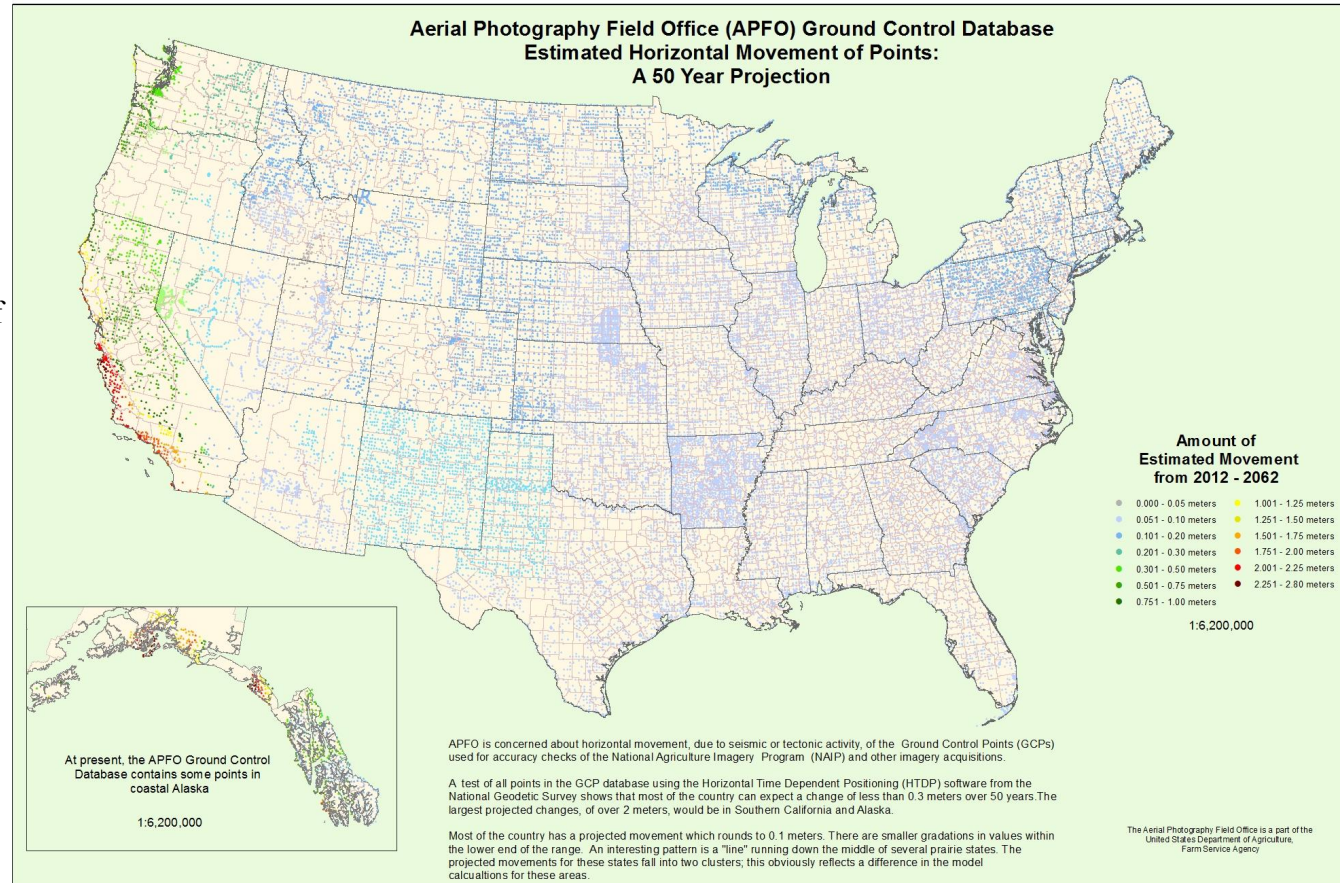 Aerial Photography Field Office (APFO) Ground Control Database
Estimated Horizontal Movement of Points:
A 50 Year Projection
f
Amount of
Estimated Movement
from 2012 - 2062
0.000 - 0.05 meters
0.051 - 0.10 meters
0.101 - 0.20 meters
0.201 - 0.30 meters
0.301 - 0.50 meters
0.501 - 0.75 meters
0.751 - 1.00 meters
1.001 - 1.25 meters
1.251 - 1.50 meters
1.501 - 1.75 meters
1.751 - 2.00 meters
2.001 - 2.25 meters
2.251 - 2.80 meters
1:6,200,000
At present, the APFO Ground Control
Database contains some points in
coastal Alaska
1:6,200,000
APFO is concerned about horizontal movement, due to seismic or tectonic activity, of the Ground Control Points (GCPs)
used for accuracy checks of the National Agriculture Imagery Program (NAIP) and other imagery acquisitions.
A test of all points in the GCP database using the Horizontal Time Dependent Positioning (HTDP) software from the
National Geodetic Survey shows that most of the country can expect a change of less than 0.3 meters over 50 years.The
largest projected changes, of over 2 meters, would be in Southern California and Alaska.
Most of the country has a projected movement which rounds to 0.1 meters. There are smaller gradations in values within
the lower end of the range. An interesting pattern is a "line" running down the middle of several prairie states. The
projected movements for these states fall into two clusters; this obviously reflects a difference in the model
calcualtions for these areas.
The Aerial Photography Field Office is a part of the
United States Department of Agriculture,
Farm Service Agency